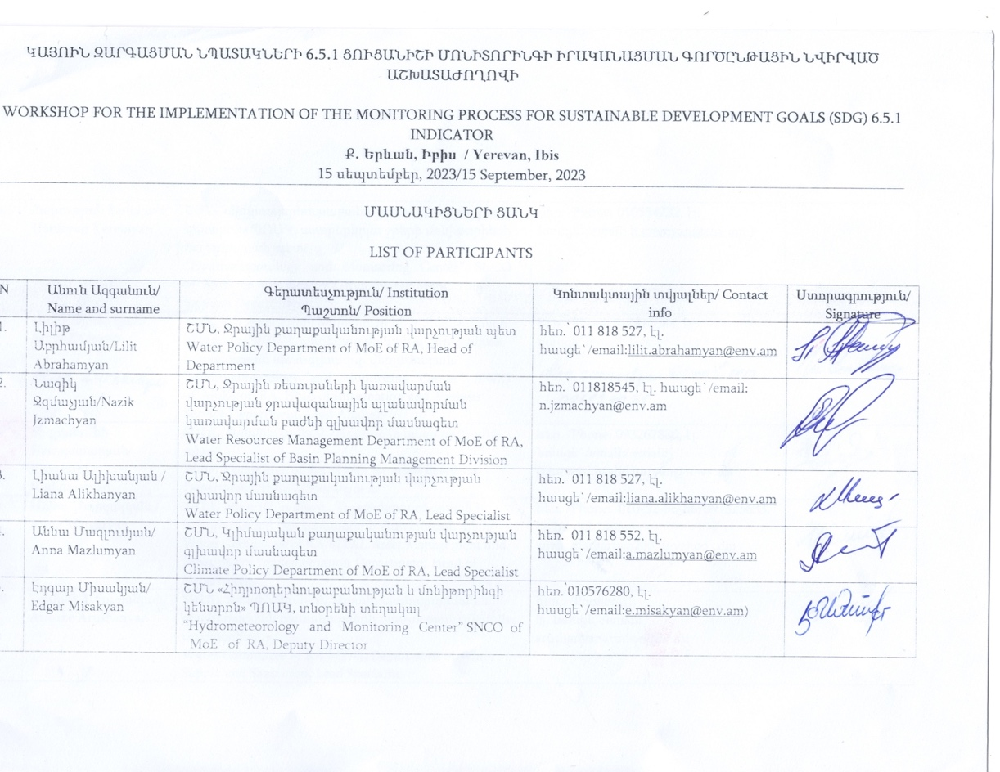 ԿԱՅՈՒՆ ԶԱՐԳԱՑՄԱՆ ՆՊԱՏԱԿՆԵՐԻ 6.5.1 ՑՈՒՑԱՆԻՇԻ ՄՈՆԻՏՈՐԻՆԳԻ ԻՐԱԿԱՆԱՑՄԱՆ ԳՈՐԾԸՆԹԱՑԻՆ ՆՎԻՐՎԱԾ
ԱՇԽԱՏԱԺՈՂՈՎԻ
WORKSHOP FOR THE IMPLEMENTATION OF THE MONITORING PROCESS FOR SUSTAINABLE DEVELOPMENT GOALS (SDG) 6.5.1
INDICATOR
Ք. Երևան, Իբիս / Yerevan, Ibis
15 սեպտեմբեր, 2023/15 September, 2023
ՄԱՍՆԱԿԻՑՆԵՐԻ ՑԱՆԿ
LIST OF PARTICIPANTS
N
Անուն Ազգանուն/
Name and surname
Գերատեսչություն/ Institution
Պաշտոն/ Position
Կոնտակտային տվյալներ/ Contact
info
Ստորագրություն/
Signature
1.
Լիլիթ
Աբրհամյան/Lilit
Abrahamyan
ՇՄՆ, Ջրային քաղաքականության վարչության պետ
Water Policy Department of MoE of RA, Head of
Department
հեռ.՝ 011 818 527, էլ.
հասցե՝/email:lilit.abrahamyan@env.am
2.
Նազիկ
Ջզմաչյան/Nazik
Jzmachyan
ՇՄՆ, Ջրային ռեսուրսների կառավարման
վարչության ջրավազանային պլանավորման
կառավարման բաժնի գլխավոր մասնագետ
Water Resources Management Department of MoE of RA,
Lead Specialist of Basin Planning Management Division
հեռ.՝ 011818545, էլ. հասցե՝/email:
n.jzmachyan@env.am
3.
Լիանա Ալիխանյան /
Liana Alikhanyan
ՇՄՆ, Ջրային քաղաքականության վարչության
գլխավոր մասնագետ
Water Policy Department of MoE of RA, Lead Specialist
հեռ.՝ 011 818 527, էլ.
հասցե՝/email:liana.alikhanyan@env.am
.
Աննա Մազլումյան/
Anna Mazlumyan
ՇՄՆ, Կլիմայական քաղաքականության վարչության
գլխավոր մասնագետ
Climate Policy Department of MoE of RA, Lead Specialist
հեռ.՝ 011 818 552, էլ.
հասցե՝/email:a.mazlumyan@env.am
.
Էդգար Միսակյան/
Edgar Misakyan
ՇՄՆ «Հիդրոօդերևութաբանության և մոնիթորինգի
կենտրոն» ՊՈԱԿ, տնօրենի տեղակալ
"Hydrometeorology and Monitoring Center" SNCO of
MoE of RA, Deputy Director
հեռ.՝010576280, էլ.
հասցե՝/email:e.misakyan@env.am)